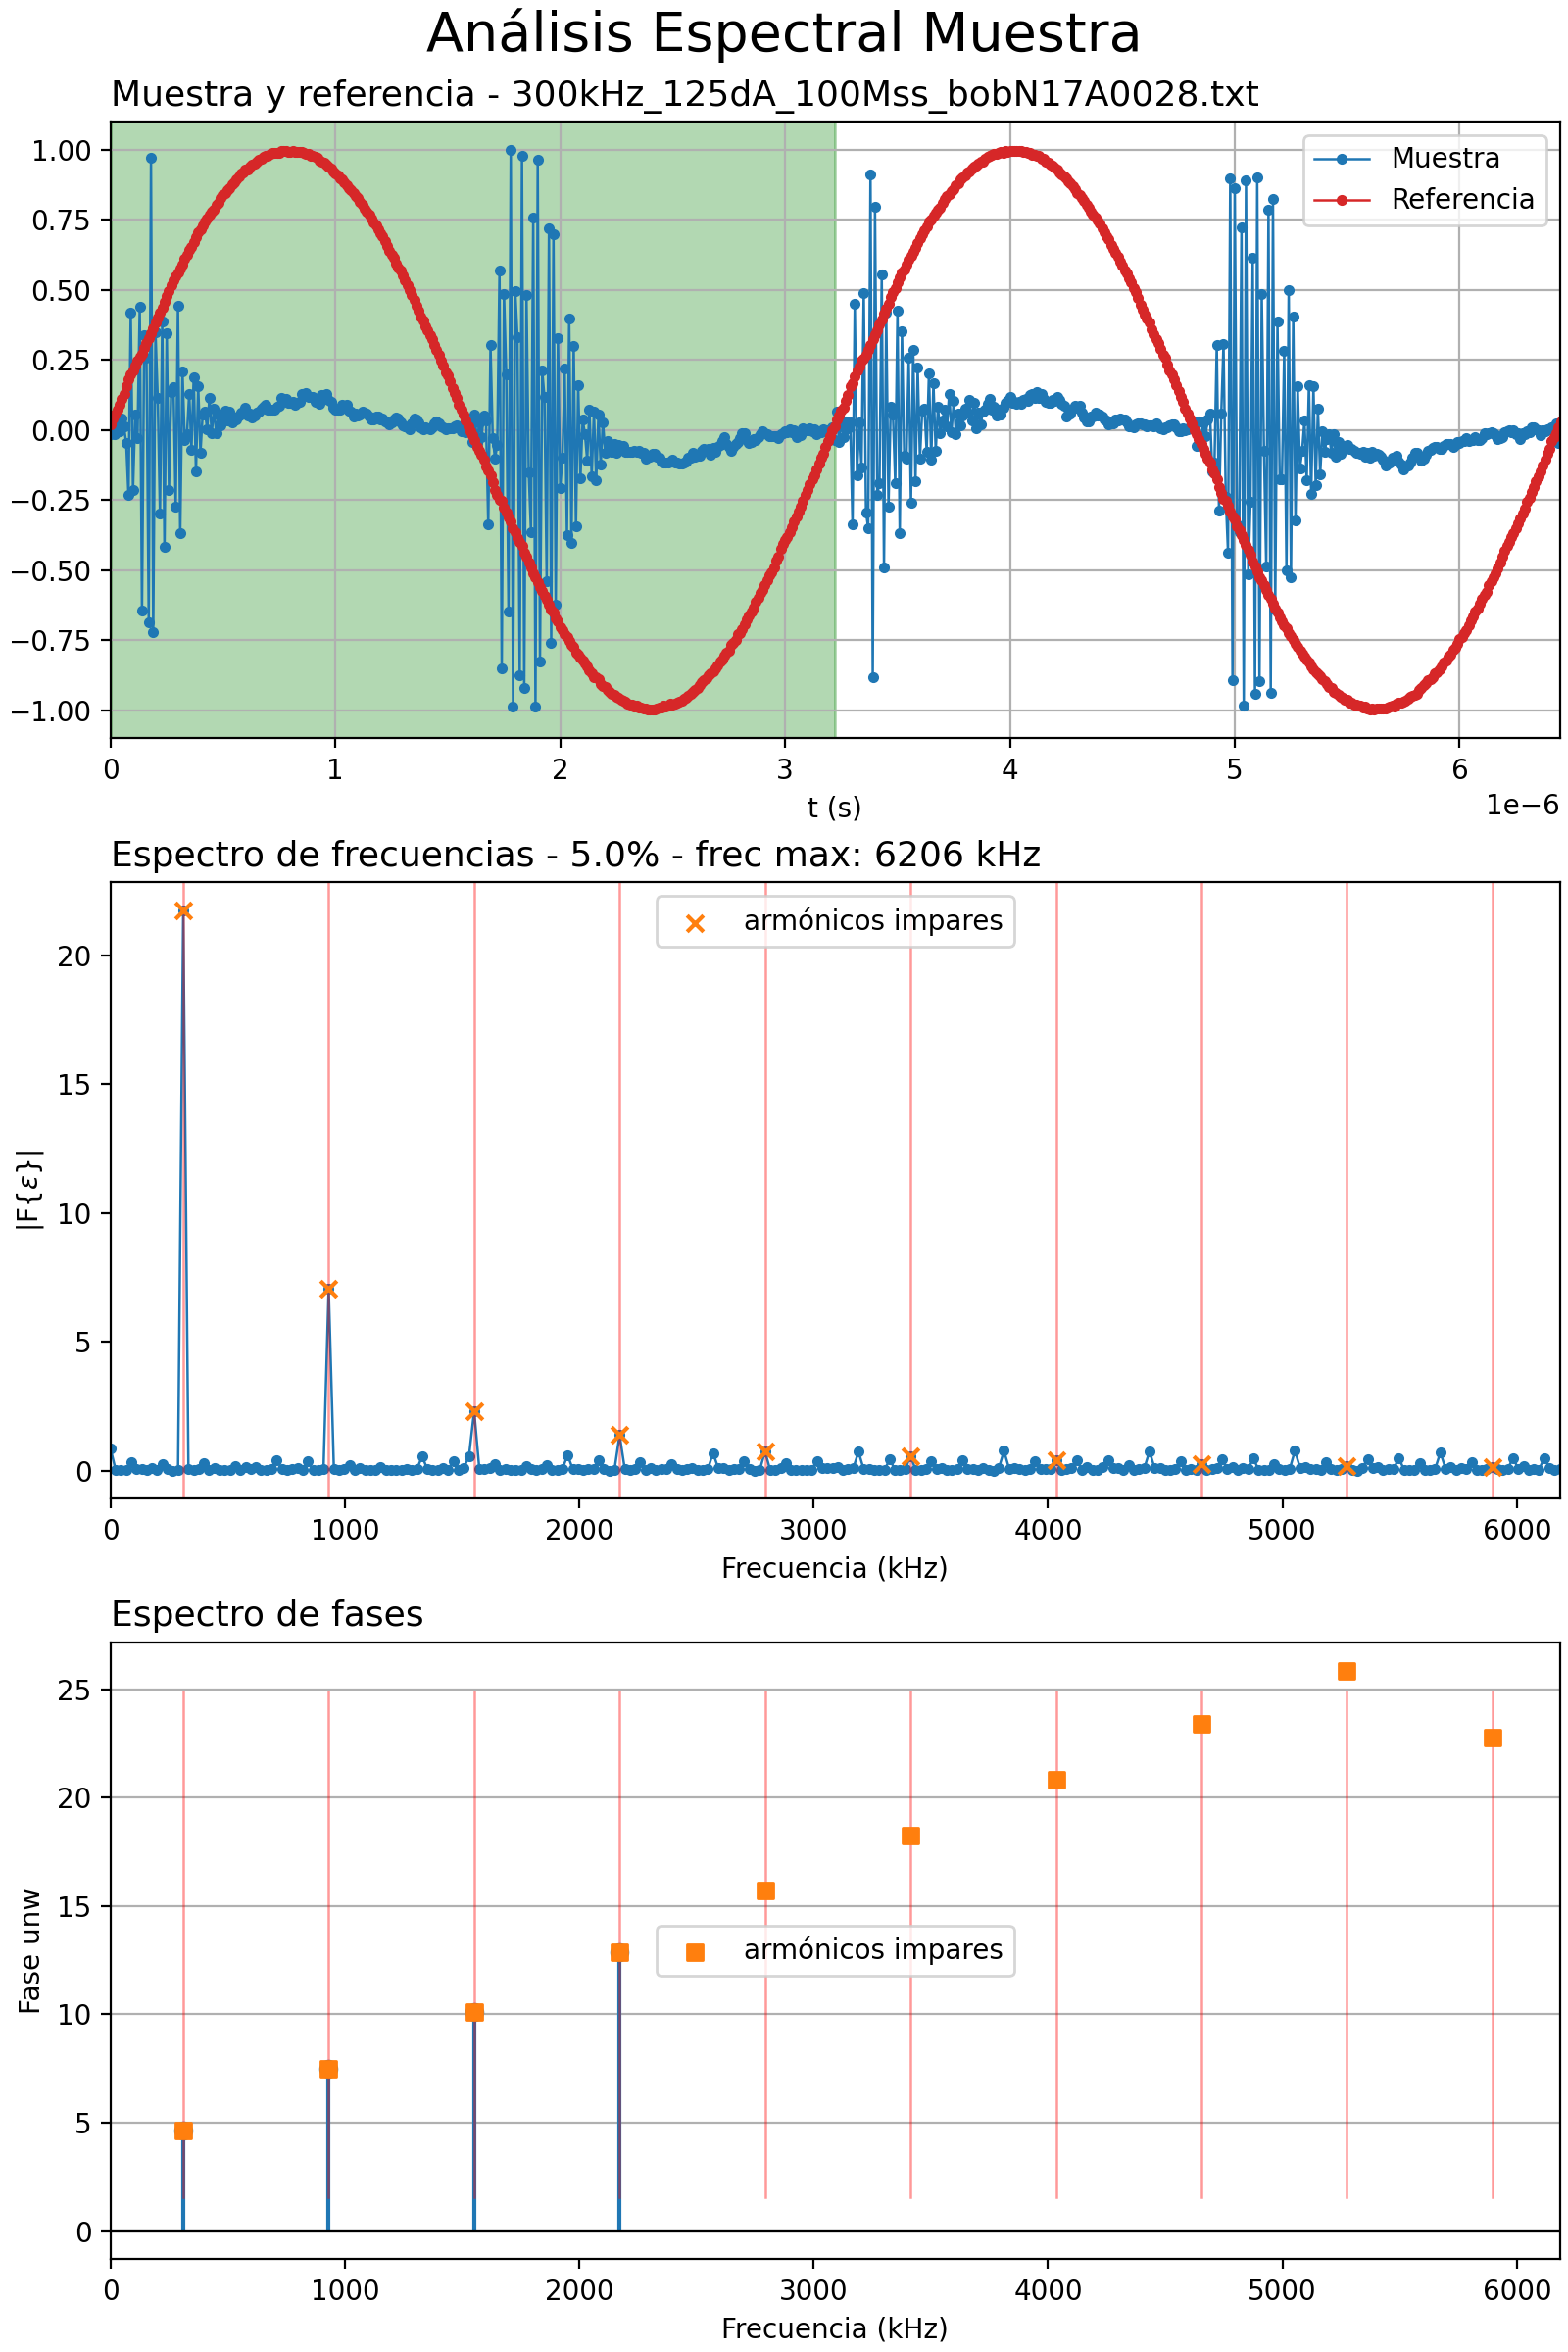 Análisis Espectral Muestra
Muestra y referencia - 300kHz_125dA_100Mss_bobN17A0028.txt
1.00
0.75
0.50
0.25
0.00
−0.25
−0.50
−0.75
−1.00
Muestra
Referencia
0 1 2 3 4 5 6
1e−6
t (s)
Espectro de frecuencias - 5.0% - frec max: 6206 kHz
20
15
10
5
0
|F{ε}|
armónicos impares
0 1000 2000 3000 4000 5000 6000
Frecuencia (kHz)
Espectro de fases
25
20
15
10
5
0
Fase unw
armónicos impares
0 1000 2000 3000 4000 5000 6000
Frecuencia (kHz)